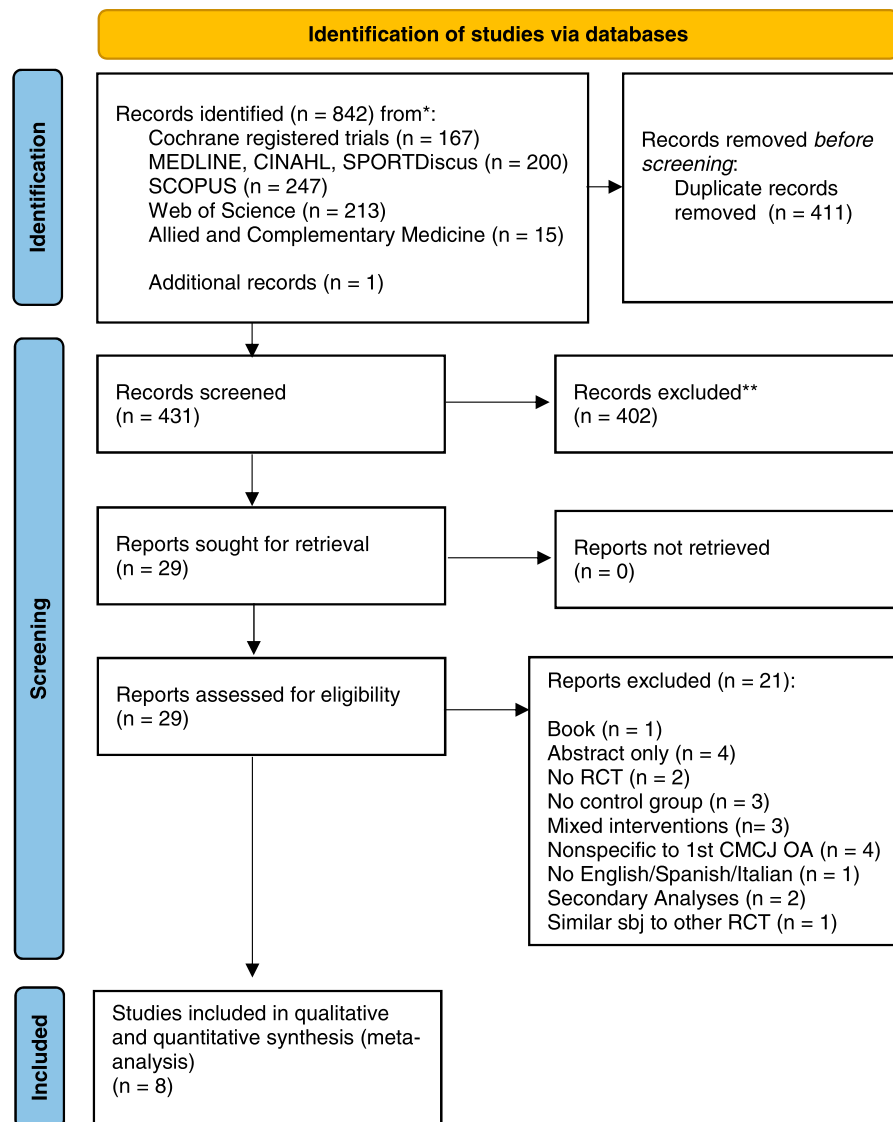 Identification of studies via databases
Identification
Records identified (n = 842) from*:
Cochrane registered trials (n = 167)
MEDLINE, CINAHL, SPORTDiscus (n = 200)
SCOPUS (n = 247)
Web of Science (n = 213)
Allied and Complementary Medicine (n = 15)
Additional records (n = 1)
Records removed before
screening:
Duplicate records
removed  (n = 411)
Screening
Records screened
(n = 431)
Records excluded**
(n = 402)
Reports sought for retrieval
(n = 29)
Reports not retrieved
(n = 0)
Reports assessed for eligibility
(n = 29)
Reports excluded (n = 21):
Book (n = 1)
Abstract only (n = 4)
No RCT (n = 2)
No control group (n = 3)
Mixed interventions (n= 3)
Nonspecific to 1st CMCJ OA (n = 4)
No English/Spanish/Italian (n = 1)
Secondary Analyses (n = 2)
Similar sbj to other RCT (n = 1)
Included
Studies included in qualitative
and quantitative synthesis (meta-
analysis)
(n = 8)